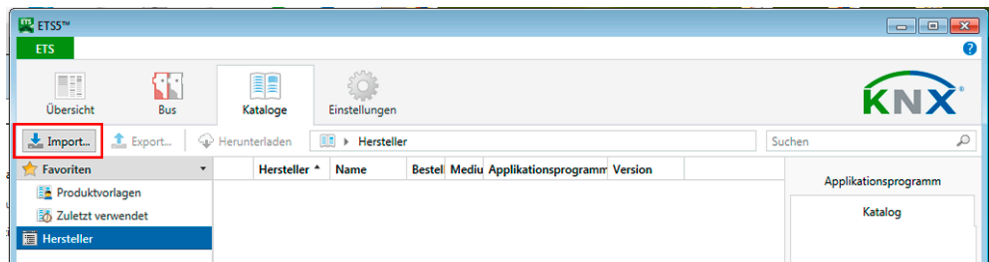 ETS ETS5™
ETS
Übersicht Bus Kataloge Einstellungen
KNX
Import... Export... Herunterladen Hersteller Suchen
Favoriten Hersteller Name Bestel Mediu Applikationsprogramm Version
Applikationsprogramm
Produktvorlagen
Katalog
Zuletzt verwendet
Hersteller